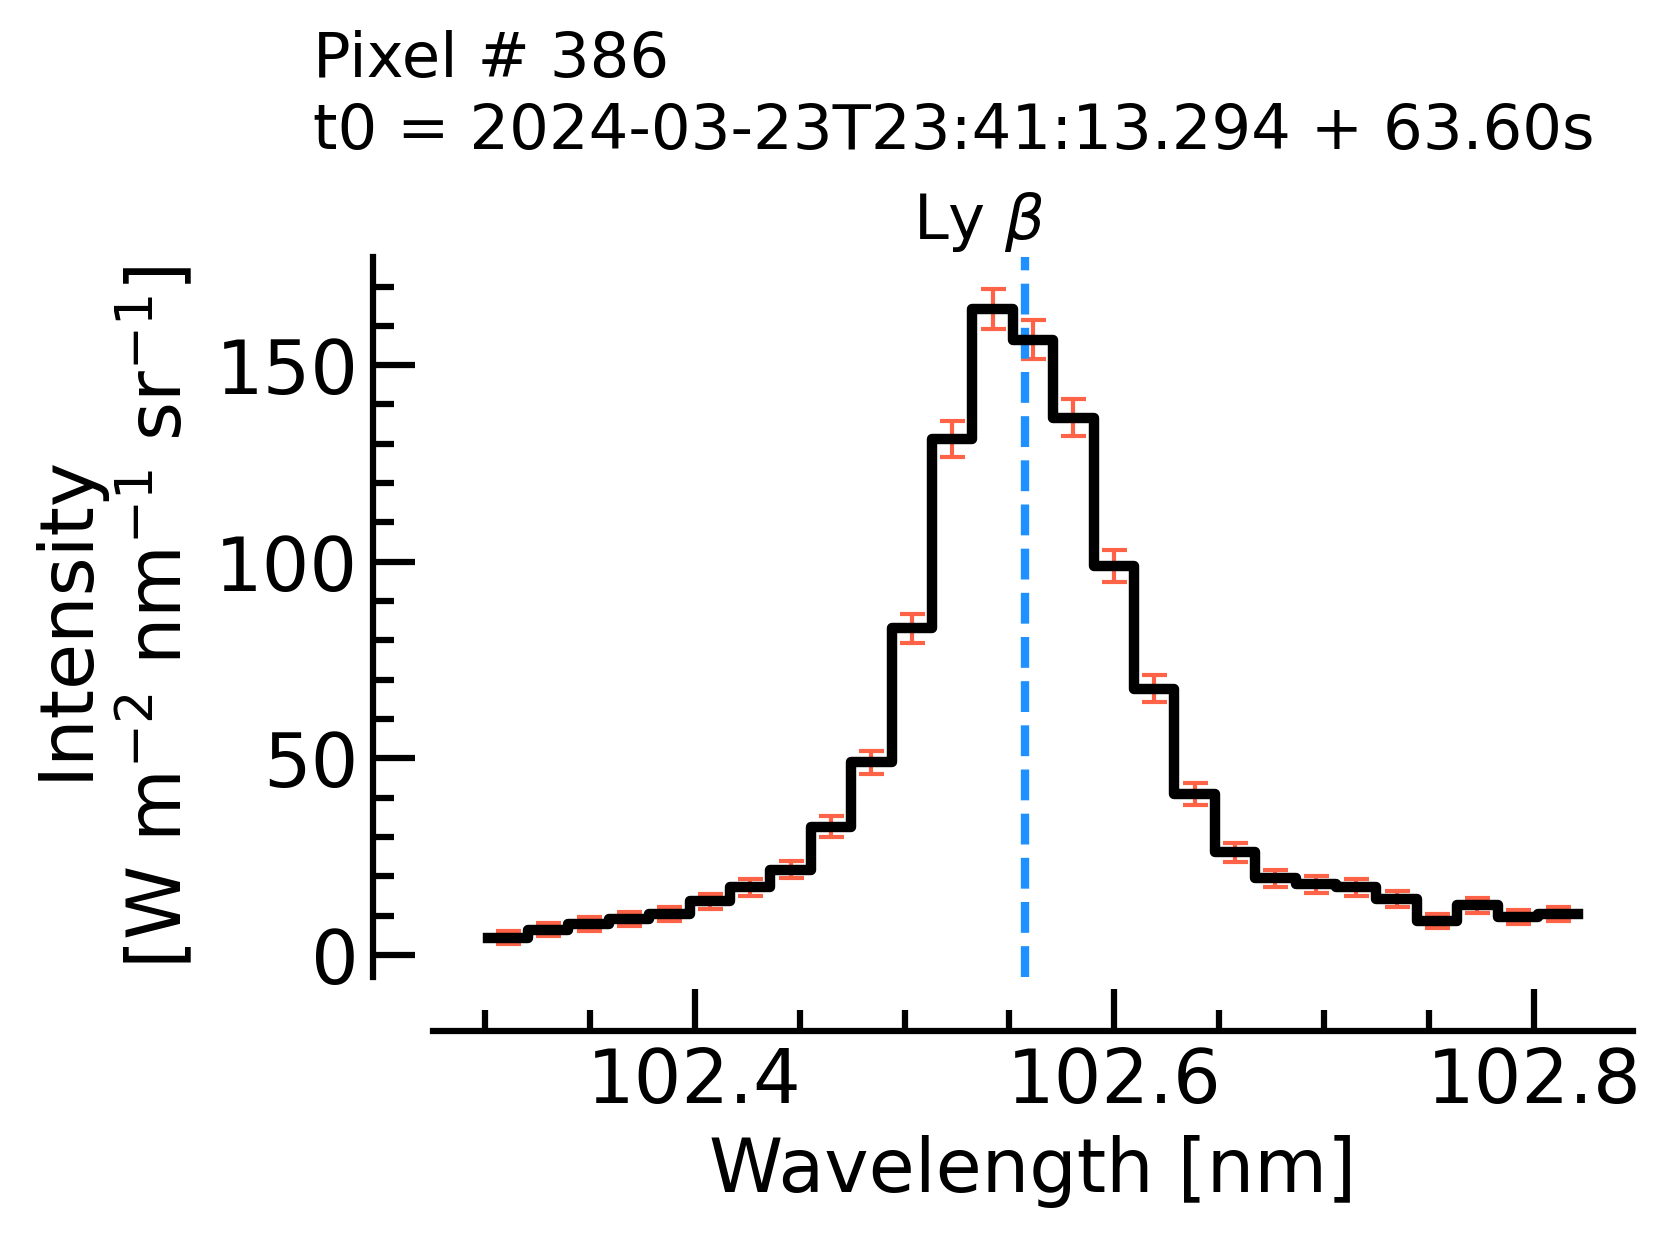 Pixel # 386
t0 = 2024-03-23T23:41:13.294 + 63.60s
Ly β
Intensity
[W m⁻² nm⁻¹ sr⁻¹]
150
100
50
0
102.4 102.6 102.8
Wavelength [nm]